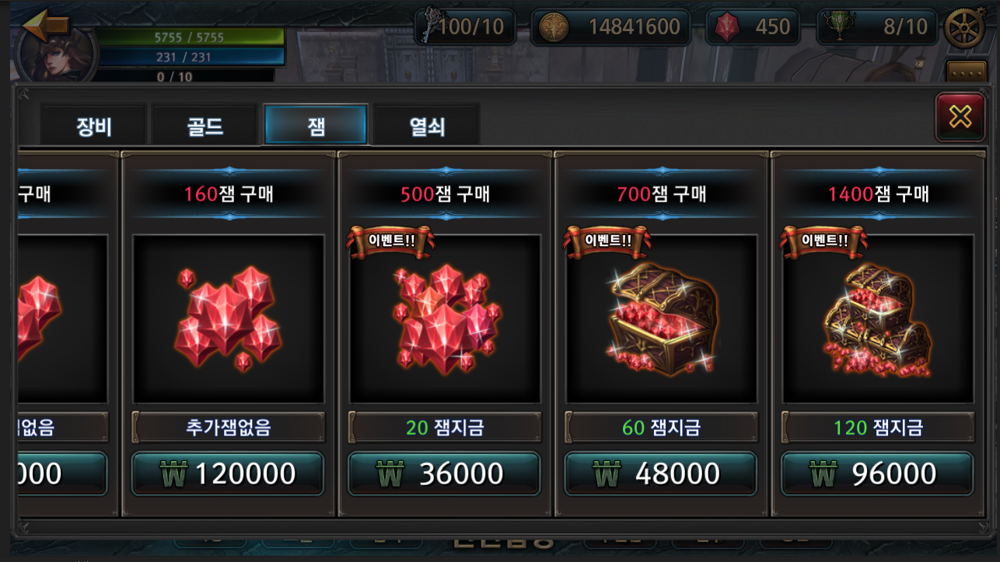 5755 / 5755
231 / 231
0 / 10
100/10
14841600
450
8/10
장비
골드
잼
열쇠
구매
160잼 구매
500잼 구매
700잼 구매
1400잼 구매
이벤트!!
이벤트!!
이벤트!!
없음
추가잼없음
20 잼지금
60 잼지금
120 잼지금
000
₩ 120000
₩ 36000
₩ 48000
₩ 96000